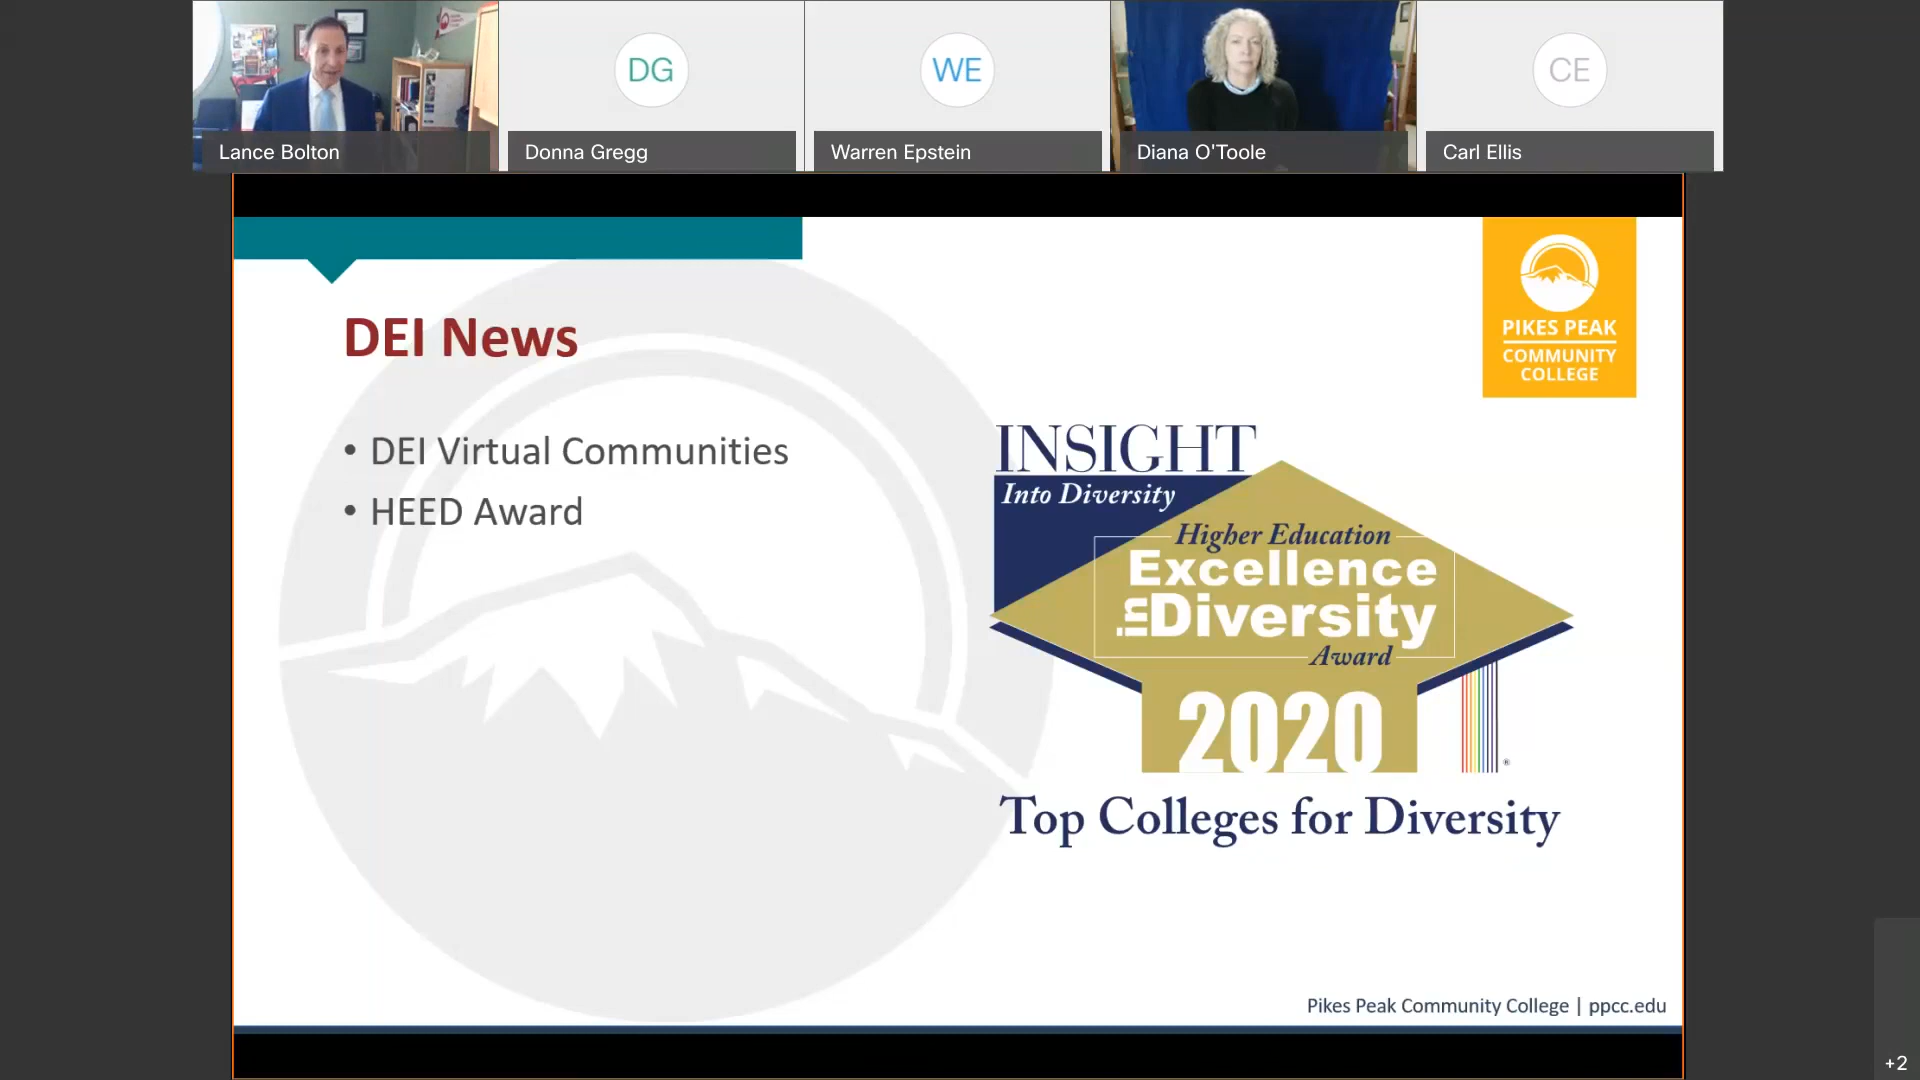 DG
WE
CE
Lance Bolton
Donna Gregg
Warren Epstein
Diana O'Toole
Carl Ellis
PIKES PEAK
COMMUNITY
COLLEGE
DEI News
• DEI Virtual Communities
• HEED Award
INSIGHT
Into Diversity
Higher Education
Excellence
in Diversity
Award
2020
®
Top Colleges for Diversity
Pikes Peak Community College | ppcc.edu
+2